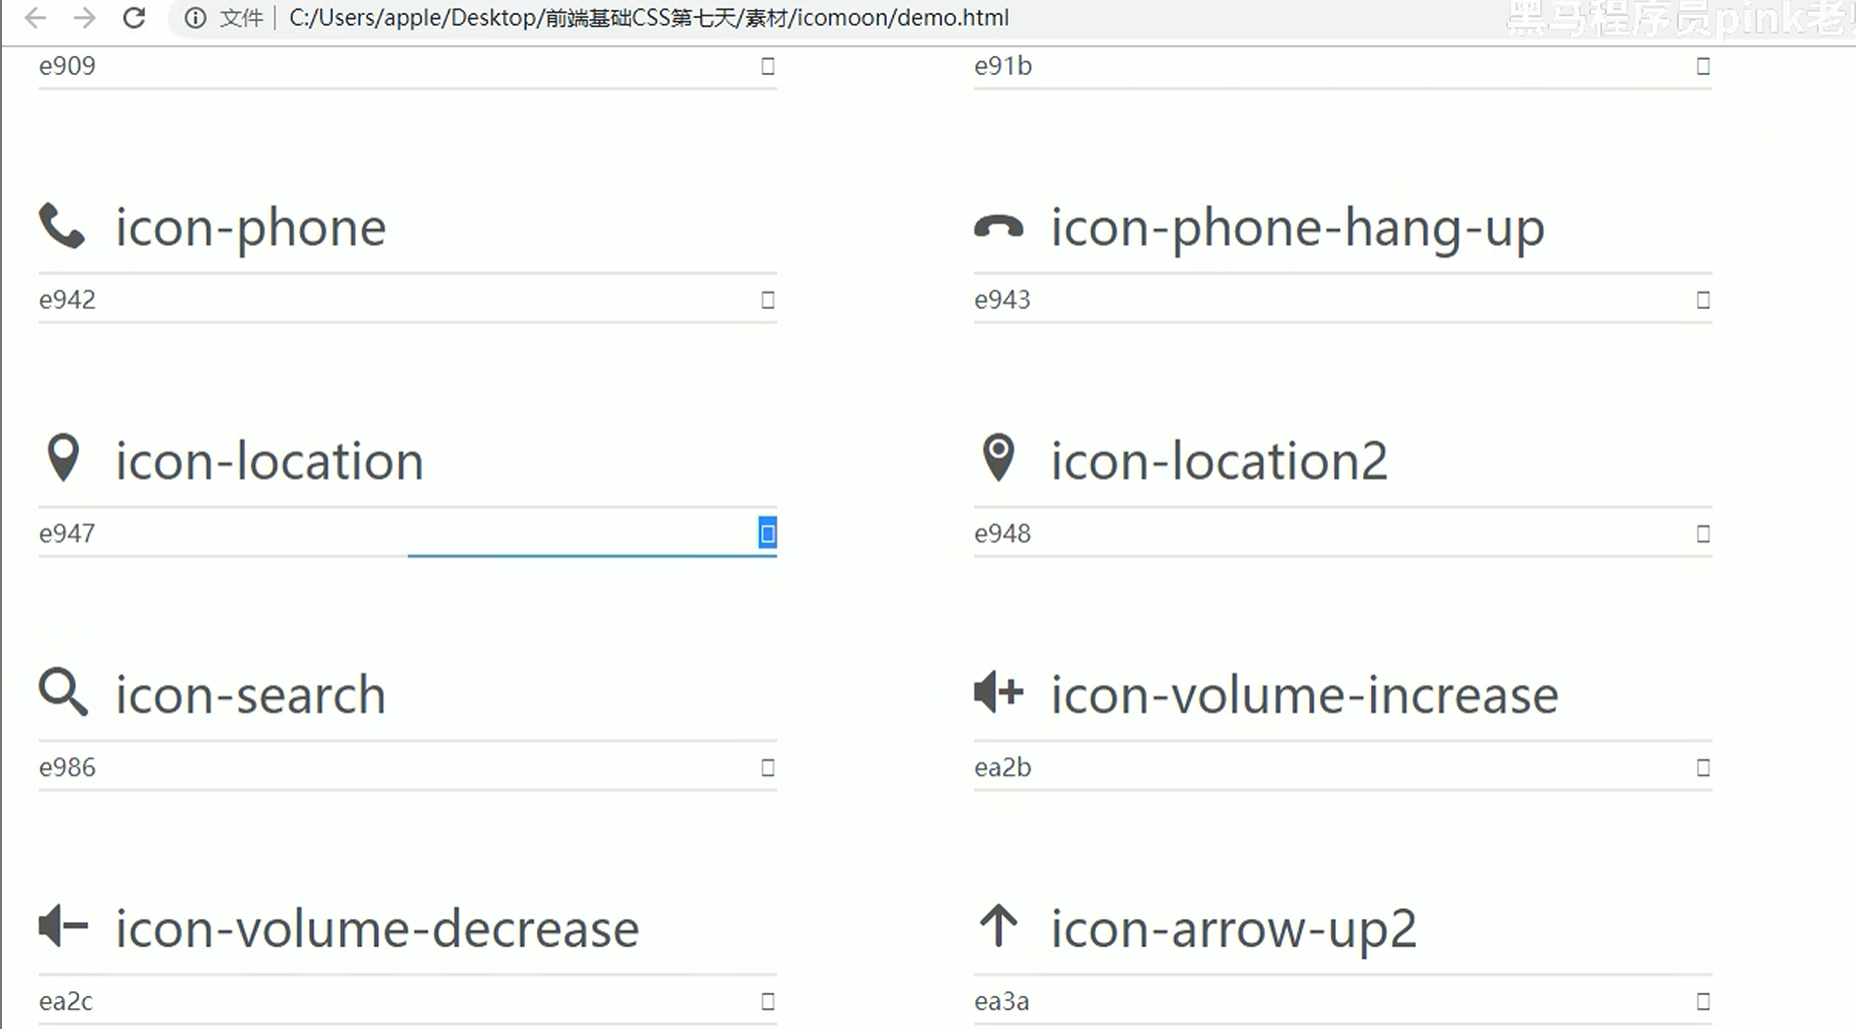 文件 C:/Users/apple/Desktop/前端基础CSS第七天/素材/icomoon/demo.html
黑马程序员pink老师
e909
e91b
icon-phone
icon-phone-hang-up
e942
e943
icon-location
icon-location2
e947
e948
icon-search
icon-volume-increase
e986
ea2b
icon-volume-decrease
icon-arrow-up2
ea2c
ea3a